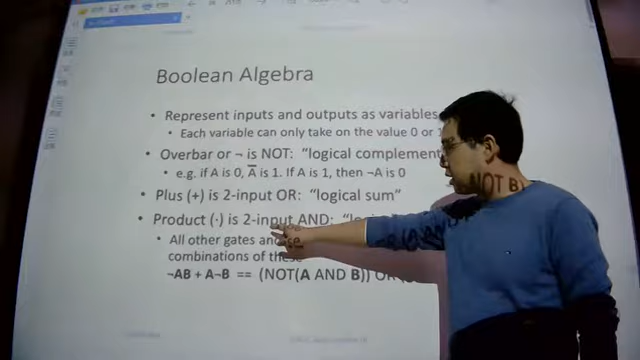 Boolean Algebra
• Represent inputs and outputs as variables
• Each variable can only take on the value 0 or 1
• Overbar or ¬ is NOT: "logical complement
• e.g. if A is 0, A̅ is 1. If A is 1, then ¬A is 0
• Plus (+) is 2-input OR: "logical sum"
• Product (·) is 2-input AND:
• All other gates and
combinations of these
¬AB + A¬B == (NOT(A AND B)) OR
NOT B)